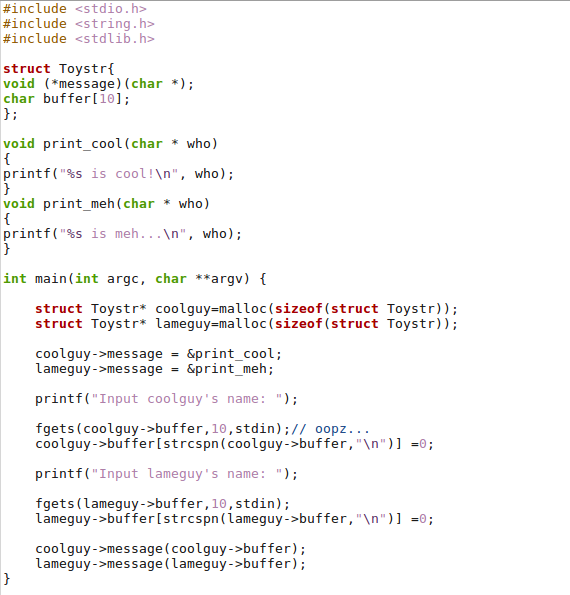 #include <stdio.h>
#include <string.h>
#include <stdlib.h>
struct Toystr{
void (*message)(char *);
char buffer[10];
};
void print_cool(char * who)
{
printf("%s is cool!\n", who);
}
void print_meh(char * who)
{
printf("%s is meh...\n", who);
}
int main(int argc, char **argv) {
struct Toystr* coolguy=malloc(sizeof(struct Toystr));
struct Toystr* lameguy=malloc(sizeof(struct Toystr));
coolguy->message = &print_cool;
lameguy->message = &print_meh;
printf("Input coolguy's name: ");
fgets(coolguy->buffer,10,stdin);// oopz...
coolguy->buffer[strcspn(coolguy->buffer,"\n")] =0;
printf("Input lameguy's name: ");
fgets(lameguy->buffer,10,stdin);
lameguy->buffer[strcspn(lameguy->buffer,"\n")] =0;
coolguy->message(coolguy->buffer);
lameguy->message(lameguy->buffer);
}